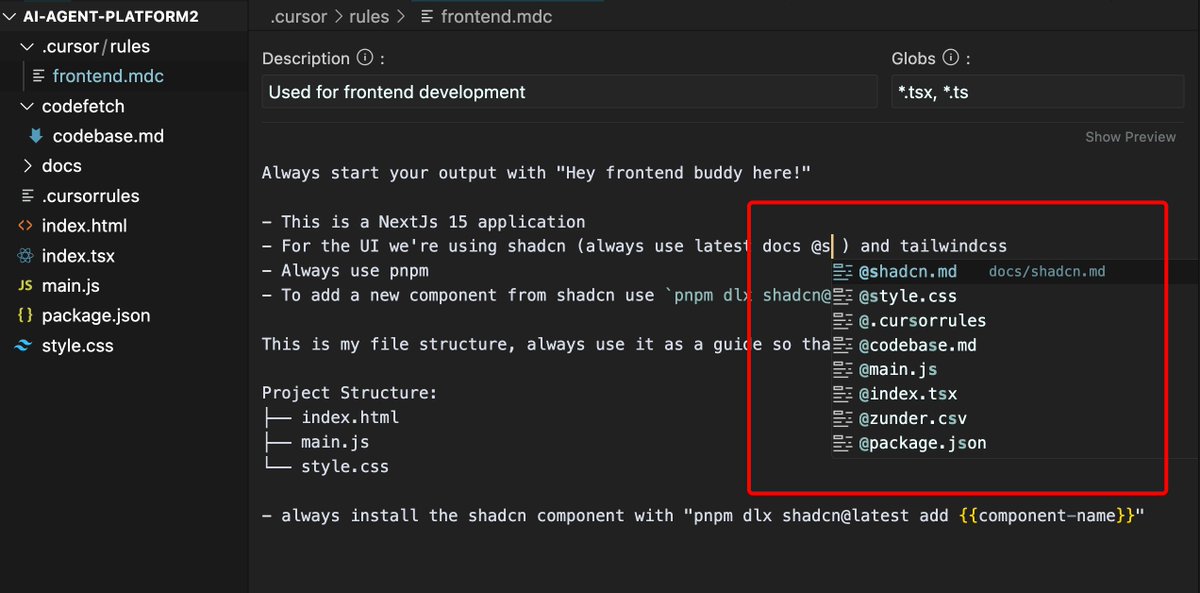 AI-AGENT-PLATFORM2
.cursor/rules
frontend.mdc
codefetch
codebase.md
docs
.cursorrules
index.html
index.tsx
JS main.js
{} package.json
style.css
.cursor > rules > frontend.mdc
Description ⓘ :
Globs ⓘ :
Used for frontend development
*.tsx, *.ts
Show Preview
Always start your output with "Hey frontend buddy here!"
- This is a NextJs 15 application
- For the UI we're using shadcn (always use latest docs @s ) and tailwindcss
- Always use pnpm
- To add a new component from shadcn use `pnpm dlx shadcn@
This is my file structure, always use it as a guide so tha
@shadcn.md docs/shadcn.md
@style.css
@.cursorrules
@codebase.md
@main.js
@index.tsx
@zunder.csv
@package.json
Project Structure:
├── index.html
├── main.js
└── style.css
- always install the shadcn component with "pnpm dlx shadcn@latest add {{component-name}}"